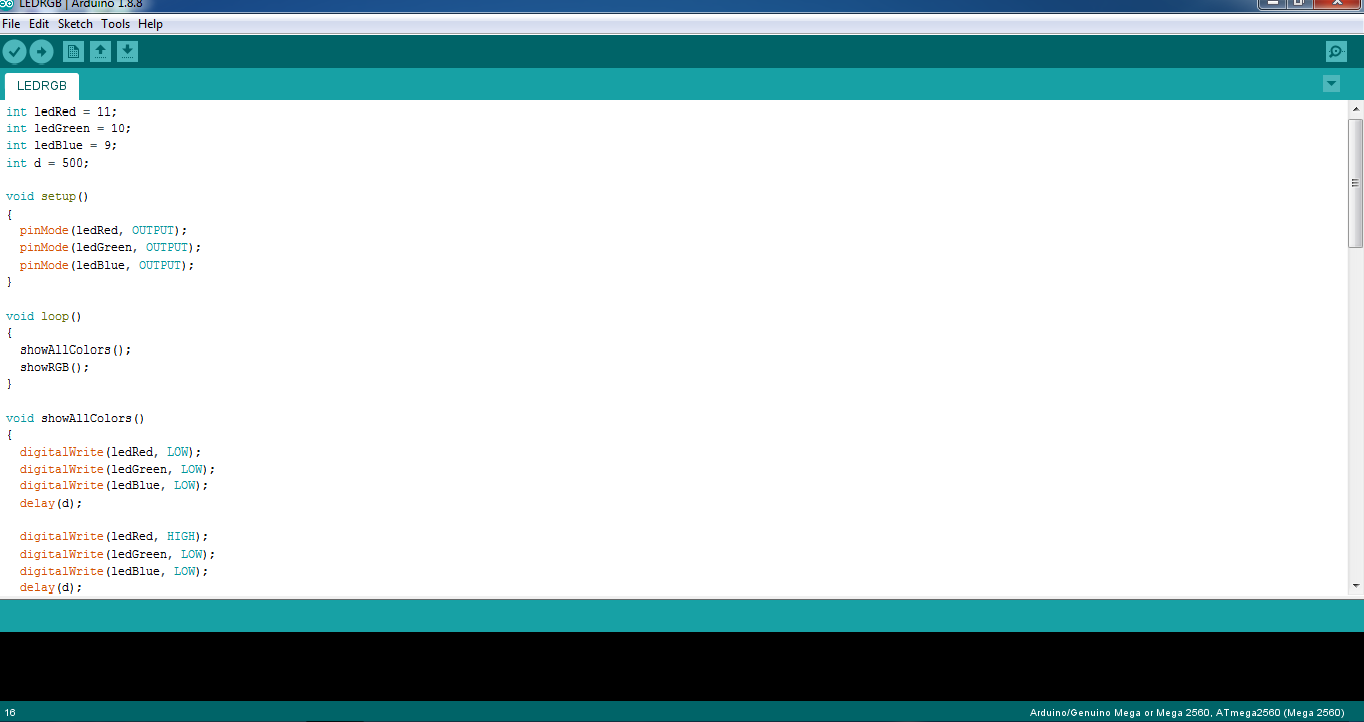 LEDRGB | Arduino 1.8.8
File Edit Sketch Tools Help
LEDRGB
int ledRed = 11;
int ledGreen = 10;
int ledBlue = 9;
int d = 500;
void setup()
{
pinMode(ledRed, OUTPUT);
pinMode(ledGreen, OUTPUT);
pinMode(ledBlue, OUTPUT);
}
void loop()
{
showAllColors();
showRGB();
}
void showAllColors()
{
digitalWrite(ledRed, LOW);
digitalWrite(ledGreen, LOW);
digitalWrite(ledBlue, LOW);
delay(d);
digitalWrite(ledRed, HIGH);
digitalWrite(ledGreen, LOW);
digitalWrite(ledBlue, LOW);
delay(d);
16 Arduino/Genuino Mega or Mega 2560, ATmega2560 (Mega 2560)